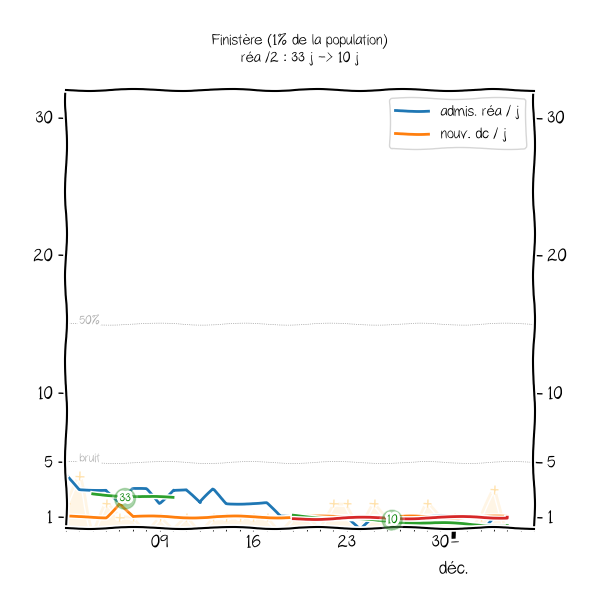 Finistère (1% de la population)
réa /2 : 33 j -> 10 j
admis. réa / j
nouv. dc / j
30
30
20
20
50%
10
10
bruit
5
5
33
10
1
1
09
16
23
30
déc.